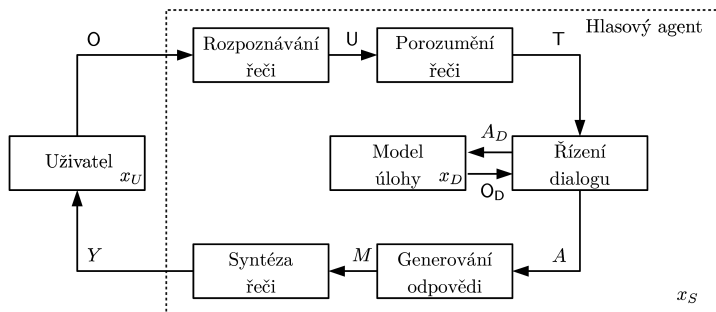 Hlasový agent
O
Rozpoznávání
řeči
U
Porozumění
řeči
T
Uživatel
x_U
Model
úlohy
x_D
A_D
O_D
Řízení
dialogu
Y
Syntéza
řeči
M
Generování
odpovědi
A
x_S